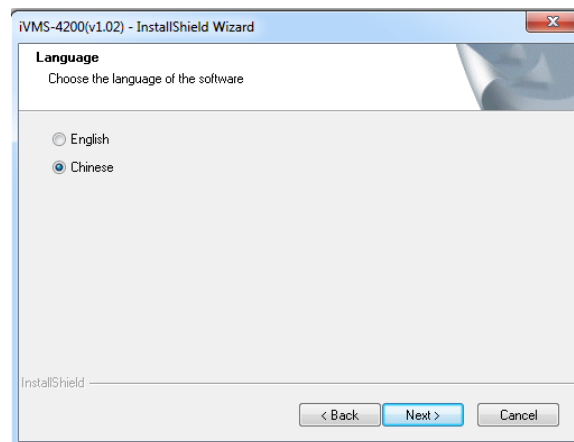 iVMS-4200(v1.02) - InstallShield Wizard
Language
Choose the language of the software
English
Chinese
InstallShield
< Back Next > Cancel